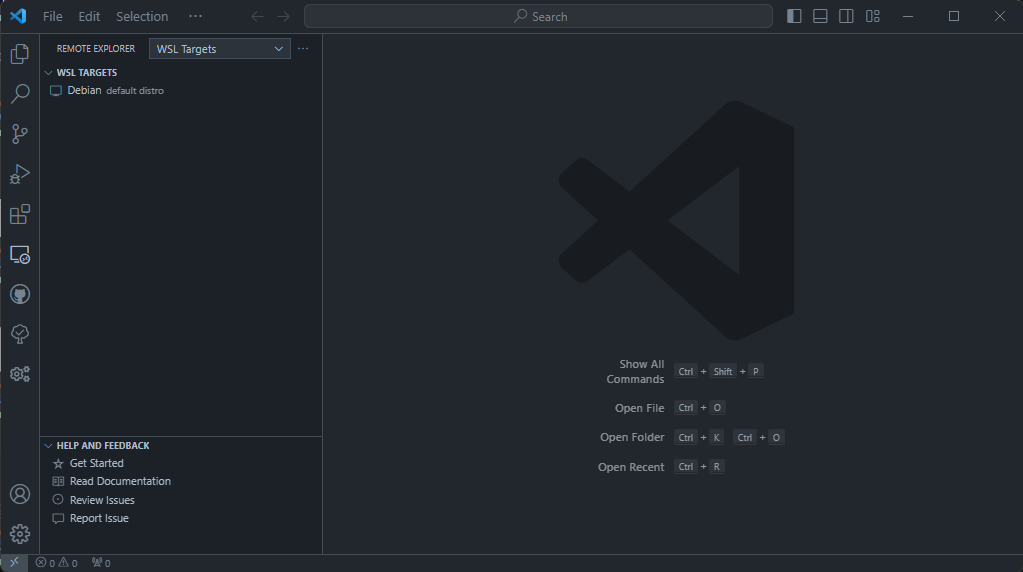 File Edit Selection ··· Search
REMOTE EXPLORER WSL Targets ···
WSL TARGETS
Debian default distro
Show All
Commands Ctrl + Shift + P
Open File Ctrl + O
Open Folder Ctrl + K Ctrl + O
Open Recent Ctrl + R
HELP AND FEEDBACK
Get Started
Read Documentation
Review Issues
Report Issue
0 0 0